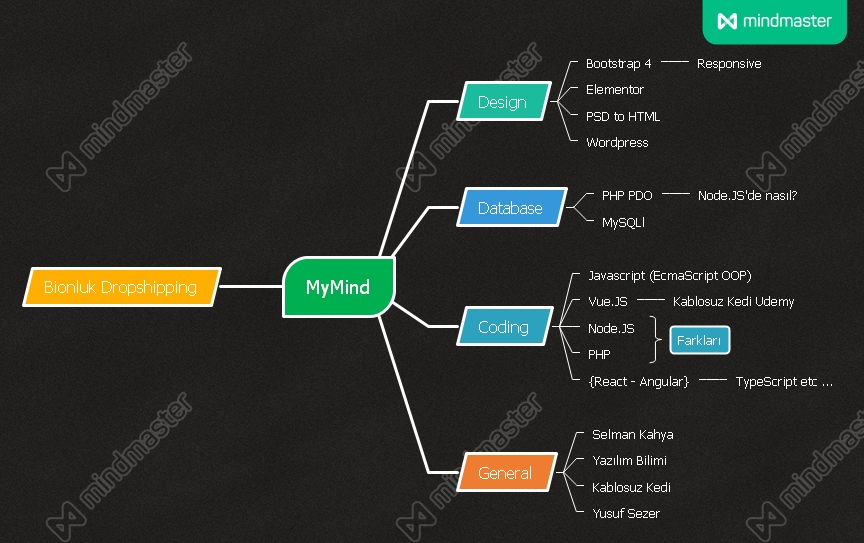 mindmaster
Design
Bootstrap 4
Responsive
Elementor
PSD to HTML
Wordpress
Database
PHP PDO
Node.JS'de nasıl?
MySQLİ
Bionluk Dropshipping
MyMind
Coding
Javascript (EcmaScript OOP)
Vue.JS
Kablosuz Kedi Udemy
Node.JS
PHP
Farkları
{React - Angular}
TypeScript etc ...
General
Selman Kahya
Yazılım Bilimi
Kablosuz Kedi
Yusuf Sezer
mindmaster
mindmaster
mindmaster
mindmaster
mindmaster
mindmaster